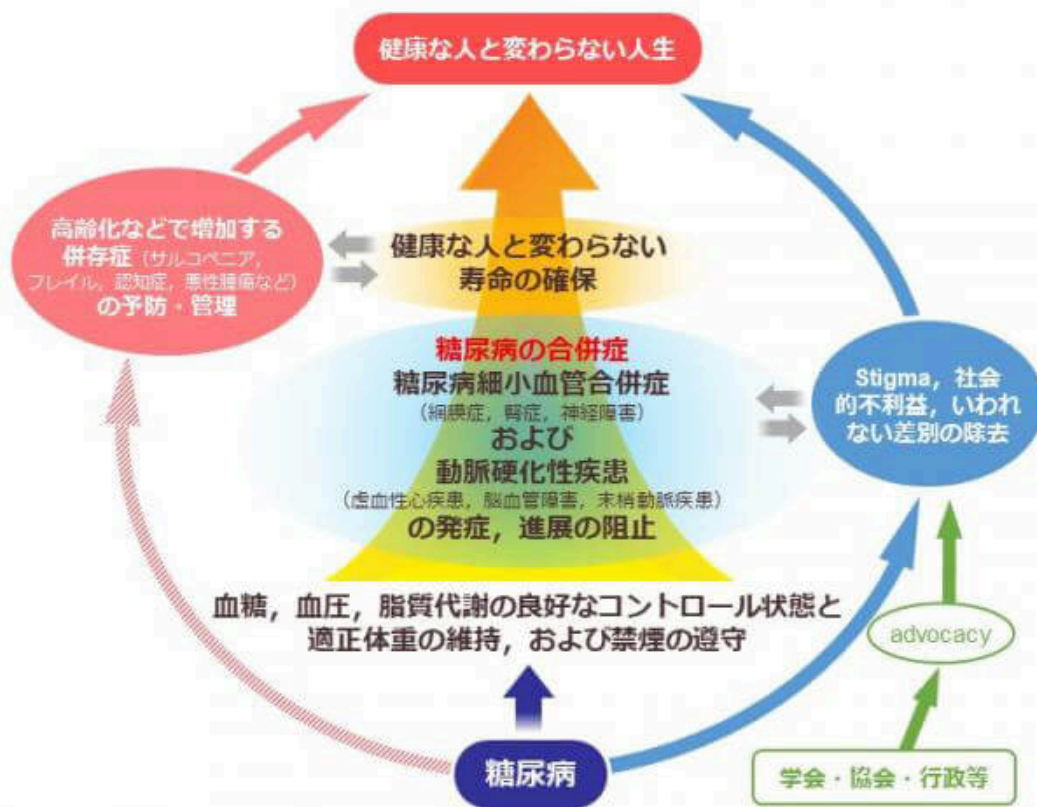 健康な人と変わらない人生
高齢化などで増加する
併存症（サルコペニア，
フレイル，認知症，悪性腫瘍など）
の予防・管理
健康な人と変わらない
寿命の確保
糖尿病の合併症
糖尿病細小血管合併症
（網膜症，腎症，神経障害）
および
動脈硬化性疾患
（虚血性心疾患，脳血管障害，末梢動脈疾患）
の発症，進展の阻止
Stigma，社会
的不利益，いわれ
ない差別の除去
血糖，血圧，脂質代謝の良好なコントロール状態と
適正体重の維持，および禁煙の遵守
advocacy
糖尿病
学会・協会・行政等